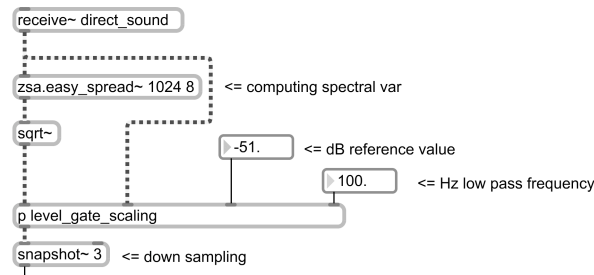 receive~ direct_sound
zsa.easy_spread~ 1024 8 <= computing spectral var
sqrt~
-51. <= dB reference value
100. <= Hz low pass frequency
p level_gate_scaling
snapshot~ 3 <= down sampling